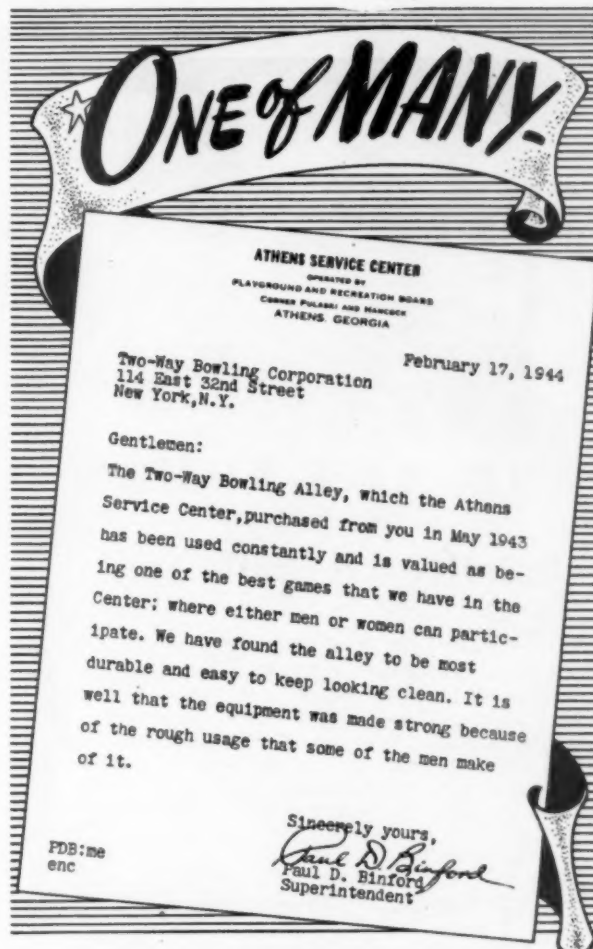 ONE of MANY
ATHENS SERVICE CENTER
OPERATED BY
PLAYGROUND AND RECREATION BOARD
CORNER PULASKI AND HANCOCK
ATHENS, GEORGIA
February 17, 1944
Two-Way Bowling Corporation
114 East 32nd Street
New York,N.Y.
Gentlemen:
The Two-Way Bowling Alley, which the Athens
Service Center,purchased from you in May 1943
has been used constantly and is valued as be-
ing one of the best games that we have in the
Center; where either men or women can partic-
ipate. We have found the alley to be most
durable and easy to keep looking clean. It is
well that the equipment was made strong because
of the rough usage that some of the men make
of it.
Sincerely yours,
Paul D Binford
Paul D. Binford
Superintendent
PDB:me
enc